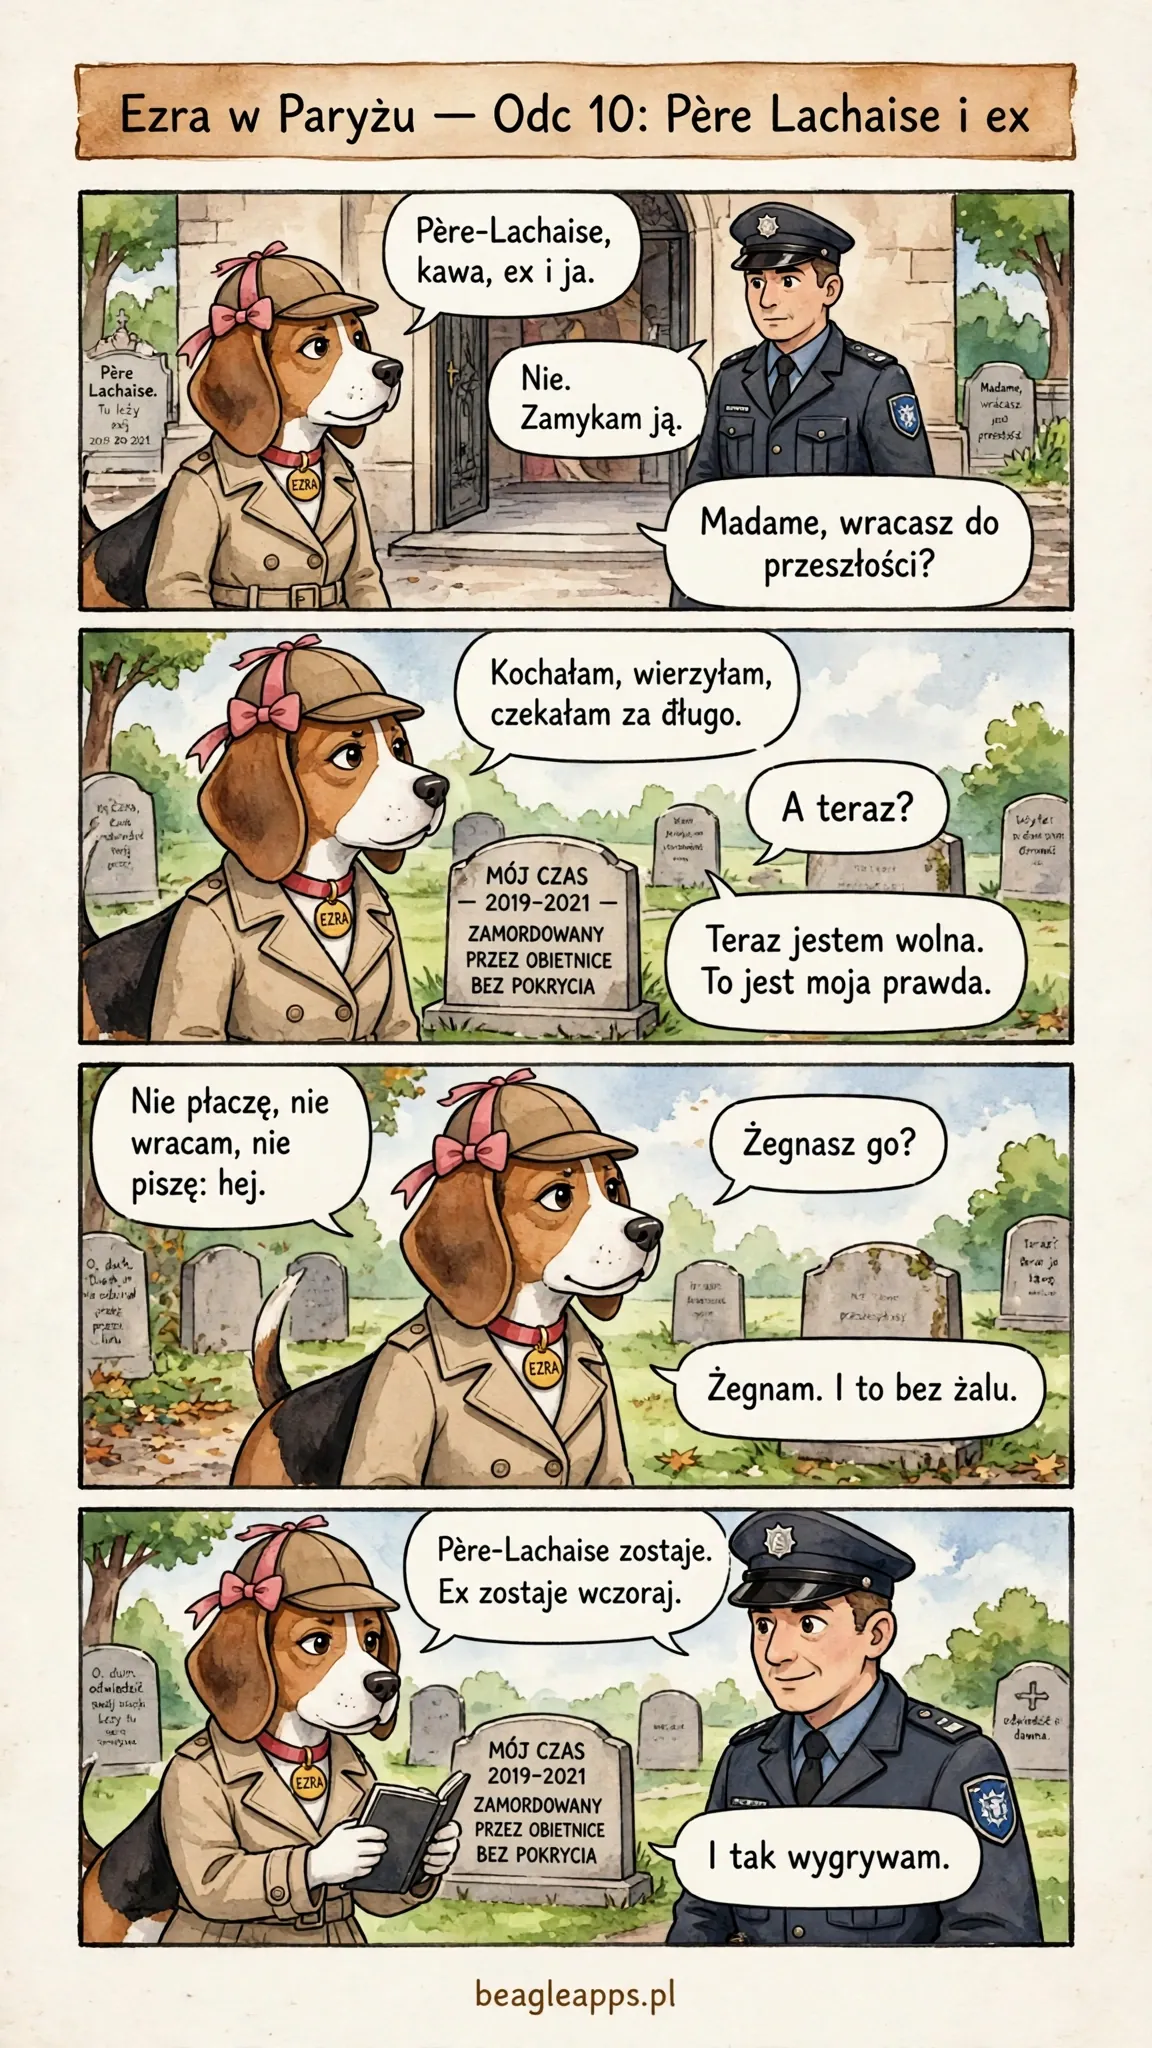 Ezra w Paryżu — Odc 10: Père Lachaise i ex
Père-Lachaise,
kawa, ex i ja.
Nie.
Zamykam ją.
Madame, wracasz do
przeszłości?
Père
Lachaise.
Tu leży
EZRA
Madame,
wrácasz
Kochałam, wierzyłam,
czekałam za długo.
A teraz?
Teraz jestem wolna.
To jest moja prawda.
EZRA
MÓJ CZAS
— 2019-2021 —
ZAMORDOWANY
PRZEZ OBIETNICE
BEZ POKRYCIA
Nie płaczę, nie
wracam, nie
piszę: hej.
Żegnasz go?
Żegnam. I to bez żalu.
EZRA
Père-Lachaise zostaje.
Ex zostaje wczoraj.
I tak wygrywam.
EZRA
MÓJ CZAS
2019-2021
ZAMORDOWANY
PRZEZ OBIETNICE
BEZ POKRYCIA
beagleapps.pl